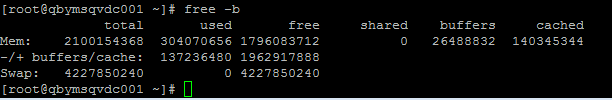 [root@qbymsqvdc001 ~]# free -b
total used free shared buffers cached
Mem: 2100154368 304070656 1796083712 0 26488832 140345344
-/+ buffers/cache: 137236480 1962917888
Swap: 4227850240 0 4227850240
[root@qbymsqvdc001 ~]#